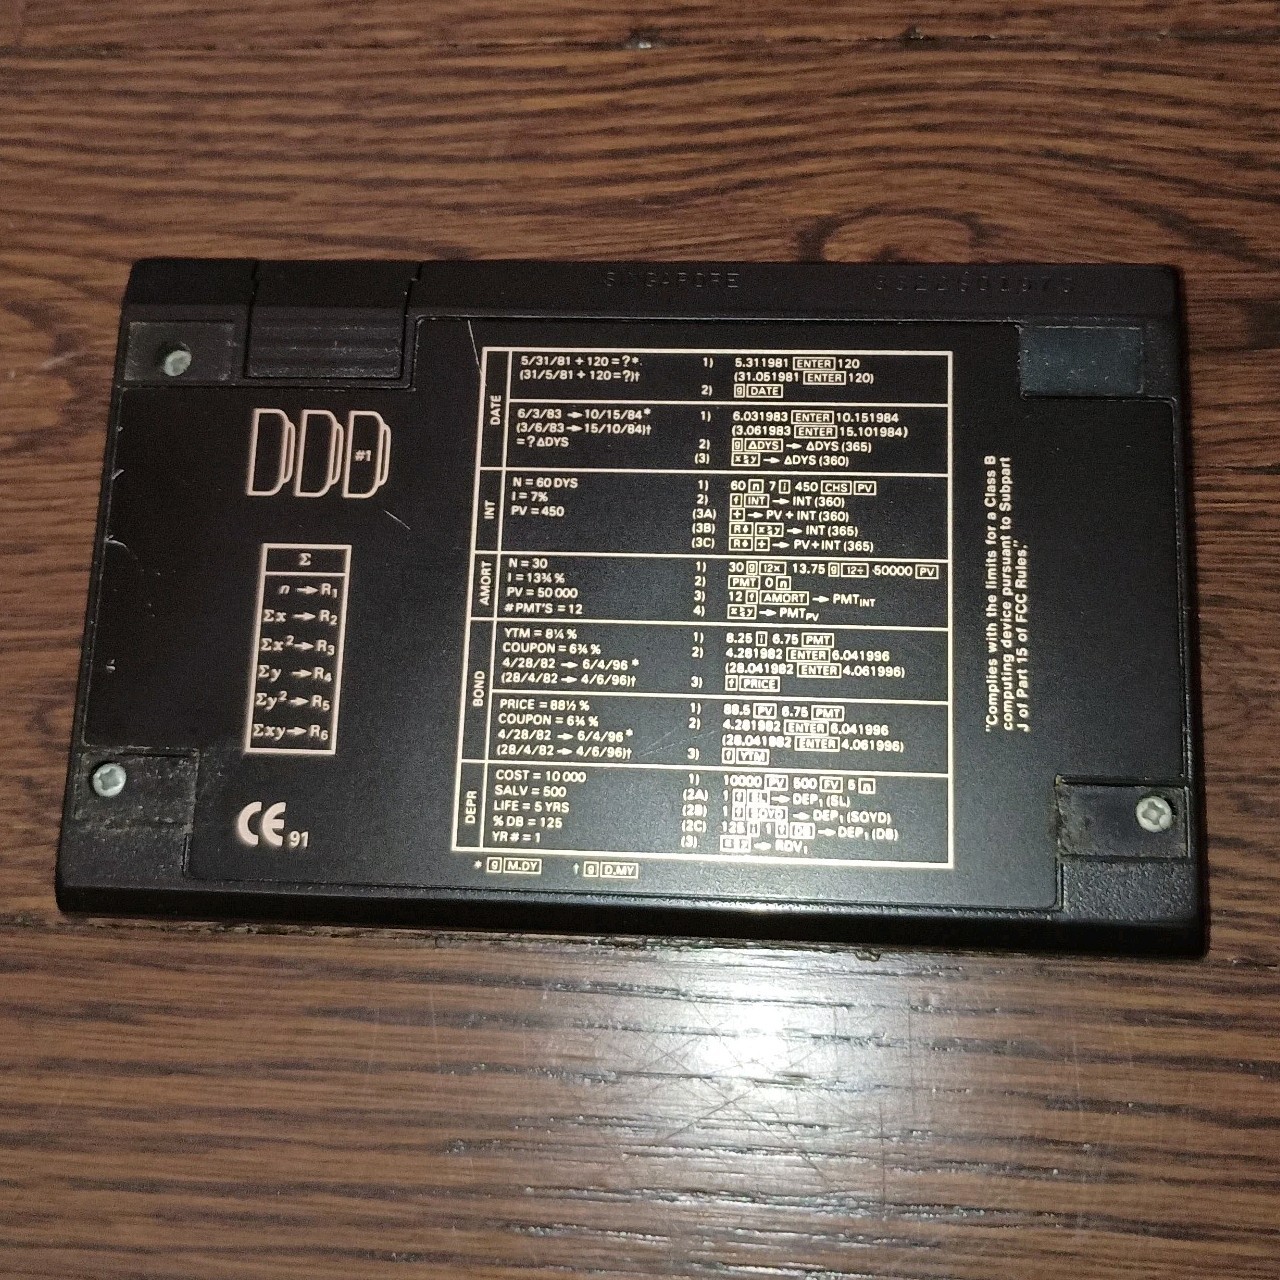 SINGAPORE
#1
Σ
n → R1
Σx → R2
Σx² → R3
Σy → R4
Σy² → R5
Σxy → R6
CE 91
DATE
5/31/81 + 120 = ?*. 1) 5.311981 ENTER 120
(31/5/81 + 120 = ?)† (31.051981 ENTER 120)
2) g DATE
6/3/83 → 10/15/84* 1) 6.031983 ENTER 10.151984
(3/6/83 → 15/10/84)† (3.061983 ENTER 15.101984)
= ? ΔDYS 2) g ΔDYS → ΔDYS (365)
(3) x≷y → ΔDYS (360)
INT
N = 60 DYS 1) 60 n 7 i 450 CHS PV
I = 7% 2) f INT → INT (360)
PV = 450 (3A) + → PV + INT (360)
(3B) R↓ x≷y → INT (365)
(3C) R↓ + → PV + INT (365)
AMORT
N = 30 1) 30 g 12× 13.75 g 12÷ 50000 PV
I = 13¾ % 2) PMT 0 n
PV = 50 000 3) 12 f AMORT → PMT INT
# PMT'S = 12 4) x≷y → PMT PV
BOND
YTM = 8¼ % 1) 8.25 i 6.75 PMT
COUPON = 6¾ % 2) 4.281982 ENTER 6.041996
4/28/82 → 6/4/96 * (28.041982 ENTER 4.061996)
(28/4/82 → 4/6/96)† 3) f PRICE
PRICE = 88½ % 1) 88.5 PV 6.75 PMT
COUPON = 6¾ % 2) 4.281982 ENTER 6.041996
4/28/82 → 6/4/96 * (28.041982 ENTER 4.061996)
(28/4/82 → 4/6/96)† 3) f YTM
DEPR
COST = 10 000 1) 10000 PV 500 FV 5 n
SALV = 500 (2A) 1 f SL → DEP1 (SL)
LIFE = 5 YRS (2B) 1 f SOYD → DEP1 (SOYD)
% DB = 125 (2C) 125 i 1 f DB → DEP1 (DB)
YR # = 1 (3) x≷y → RDV1
* g M.DY † g D.MY
"Complies with the limits for a Class B
computing device pursuant to Subpart
J of Part 15 of FCC Rules."